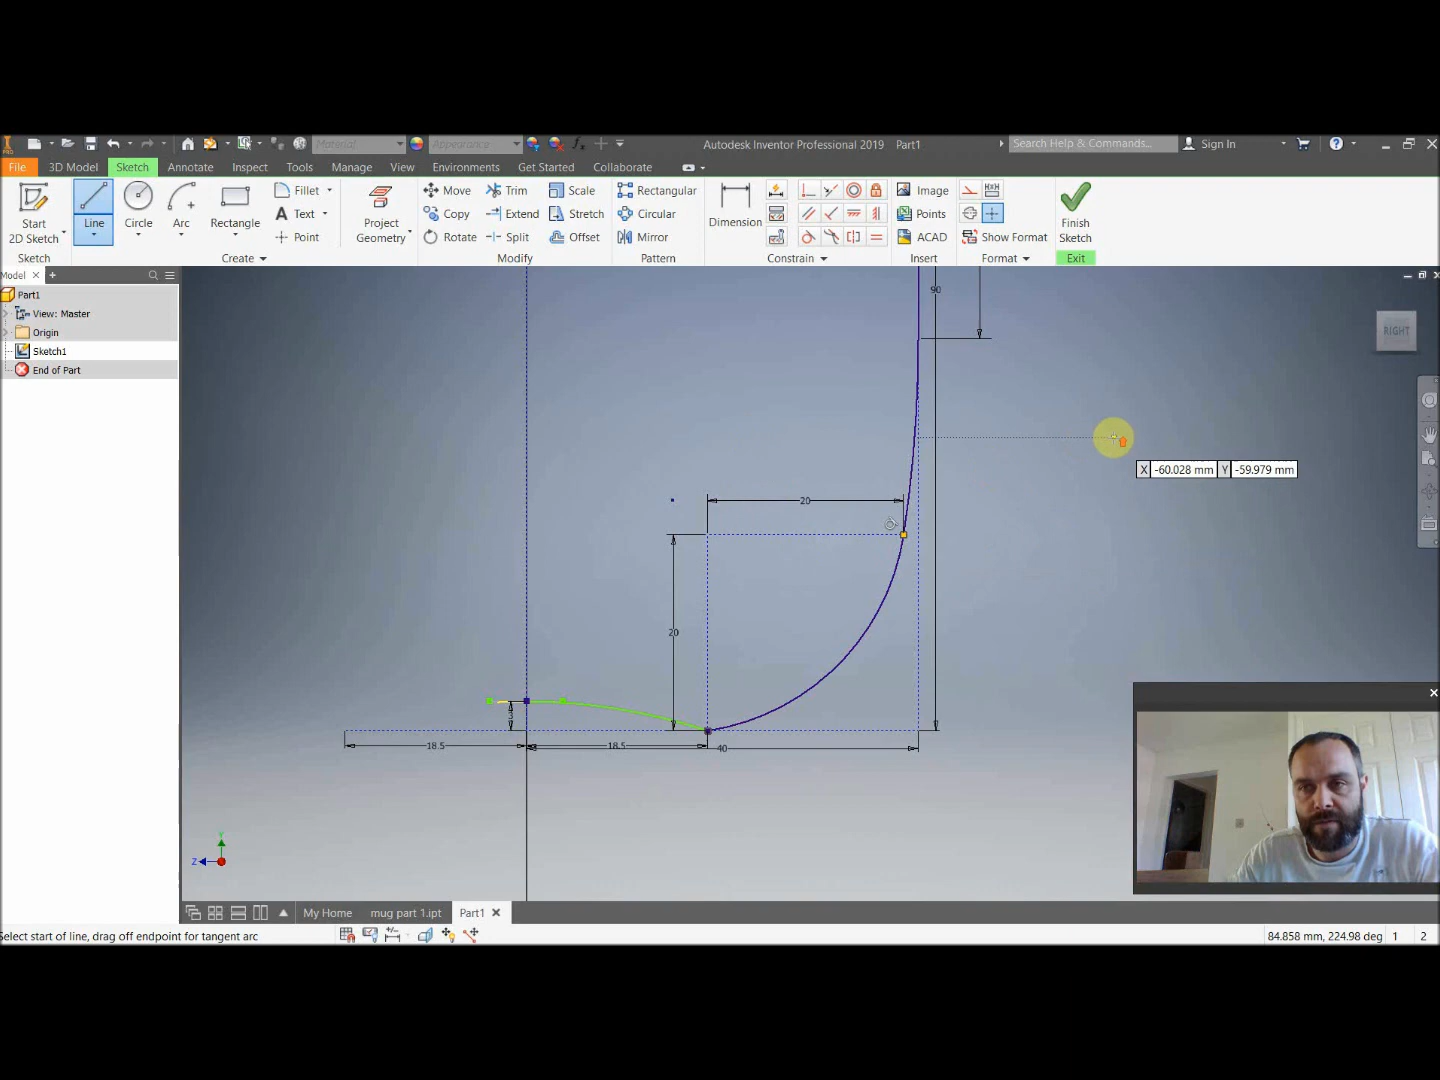 Material
Appearance
Autodesk Inventor Professional 2019 Part1
Search Help & Commands...
Sign In
File 3D Model Sketch Annotate Inspect Tools Manage View Environments Get Started Collaborate
Start
2D Sketch
Line
Circle
Arc
Rectangle
Fillet
Text
Point
Project
Geometry
Move
Copy
Rotate
Trim
Extend
Split
Scale
Stretch
Offset
Rectangular
Circular
Mirror
Dimension
Image
Points
ACAD
Show Format
Finish
Sketch
Sketch Create Modify Pattern Constrain Insert Format Exit
Model
Part1
View: Master
Origin
Sketch1
End of Part
90
RIGHT
X -60.028 mm Y -59.979 mm
20
20
3
18.5
18.5
40
Y
Z
My Home mug part 1.ipt Part1
Select start of line, drag off endpoint for tangent arc
84.858 mm, 224.98 deg 1 2